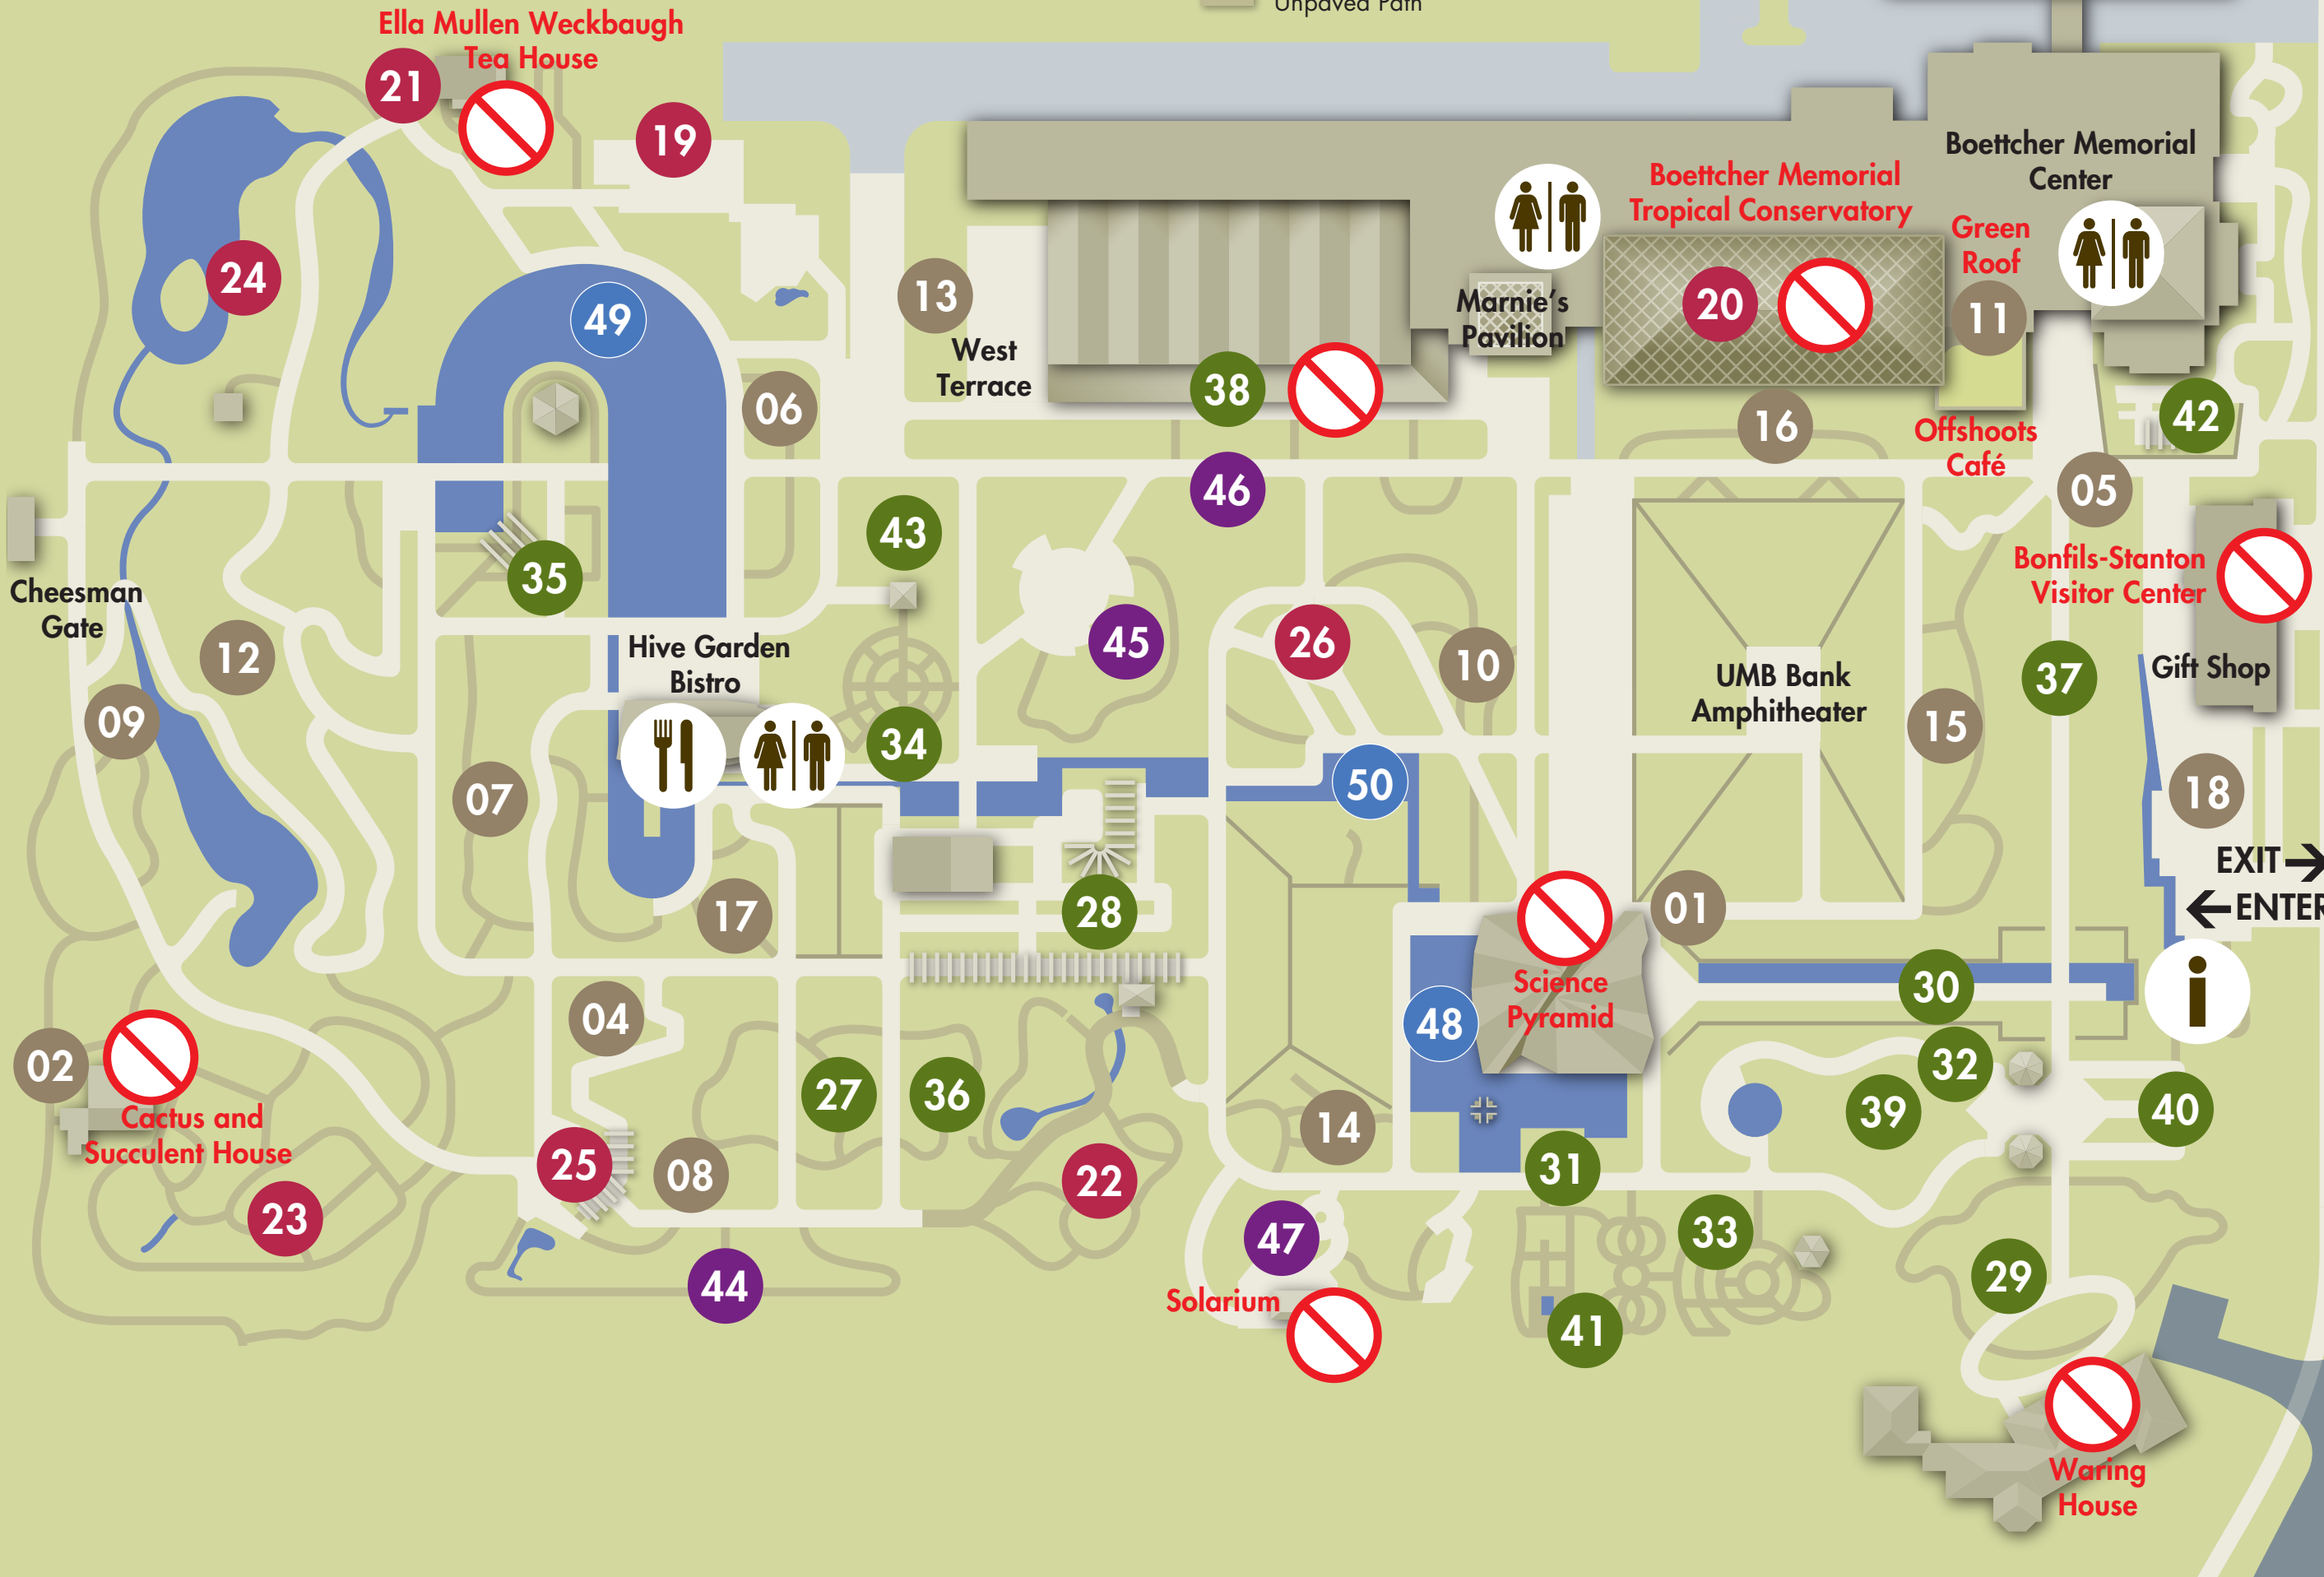 Unpaved Path
Ella Mullen Weckbaugh
Tea House
21
19
Boettcher Memorial
Center
Boettcher Memorial
Tropical Conservatory
Green
Roof
24
49
13
Marnie's
Pavilion
20
11
West
Terrace
38
06
16
42
Offshoots
Café
46
05
43
35
Bonfils-Stanton
Visitor Center
Cheesman
Gate
12
Hive Garden
Bistro
45
26
10
UMB Bank
Amphitheater
37
Gift Shop
09
07
34
50
15
18
EXIT
ENTER
17
28
01
04
Science
Pyramid
48
30
i
02
27
36
32
39
40
Cactus and
Succulent House
25
08
22
14
31
23
47
33
29
44
Solarium
41
Waring
House